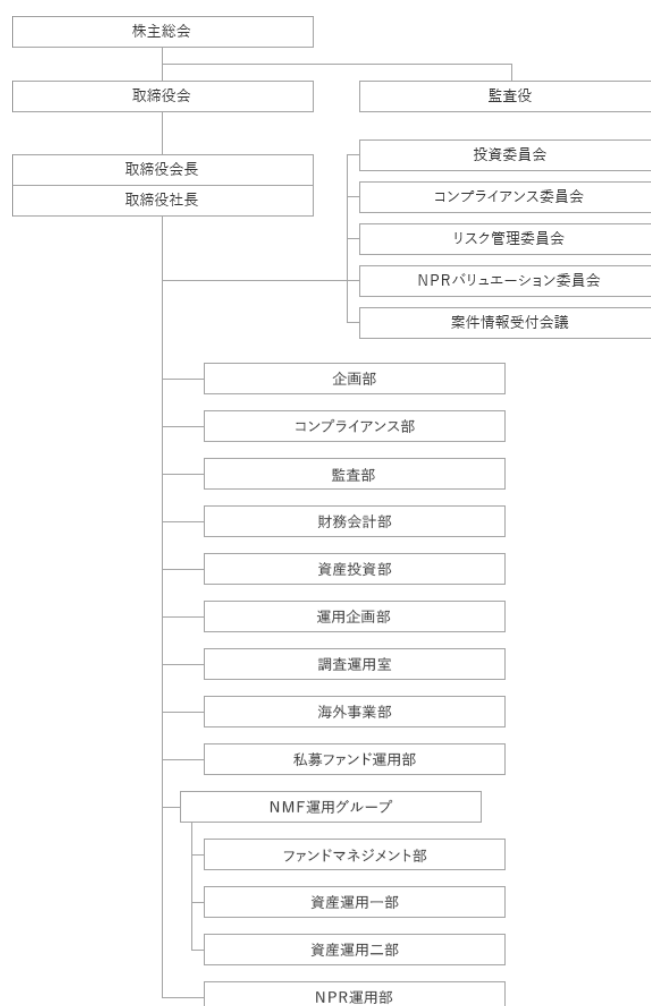 株主総会
取締役会
監査役
取締役会長
取締役社長
投資委員会
コンプライアンス委員会
リスク管理委員会
NPRバリュエーション委員会
案件情報受付会議
企画部
コンプライアンス部
監査部
財務会計部
資産投資部
運用企画部
調査運用室
海外事業部
私募ファンド運用部
NMF運用グループ
ファンドマネジメント部
資産運用一部
資産運用二部
NPR運用部